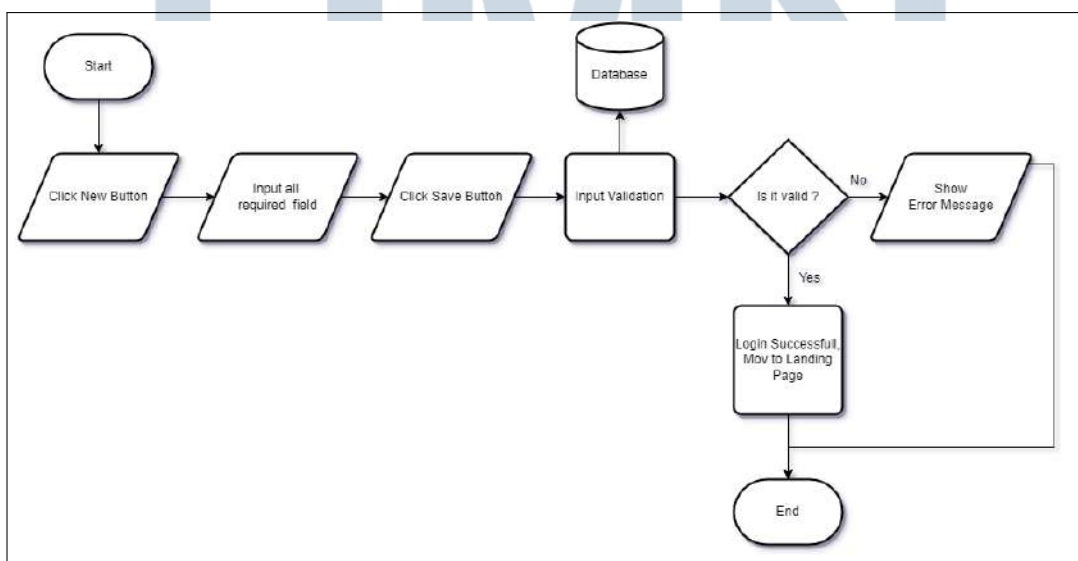 Start
Database
Click New Button
Input all
required field
Click Save Button
Input Validation
Is it valid ?
No
Show
Error Message
Yes
Login Successfull,
Mov to Landing
Page
End